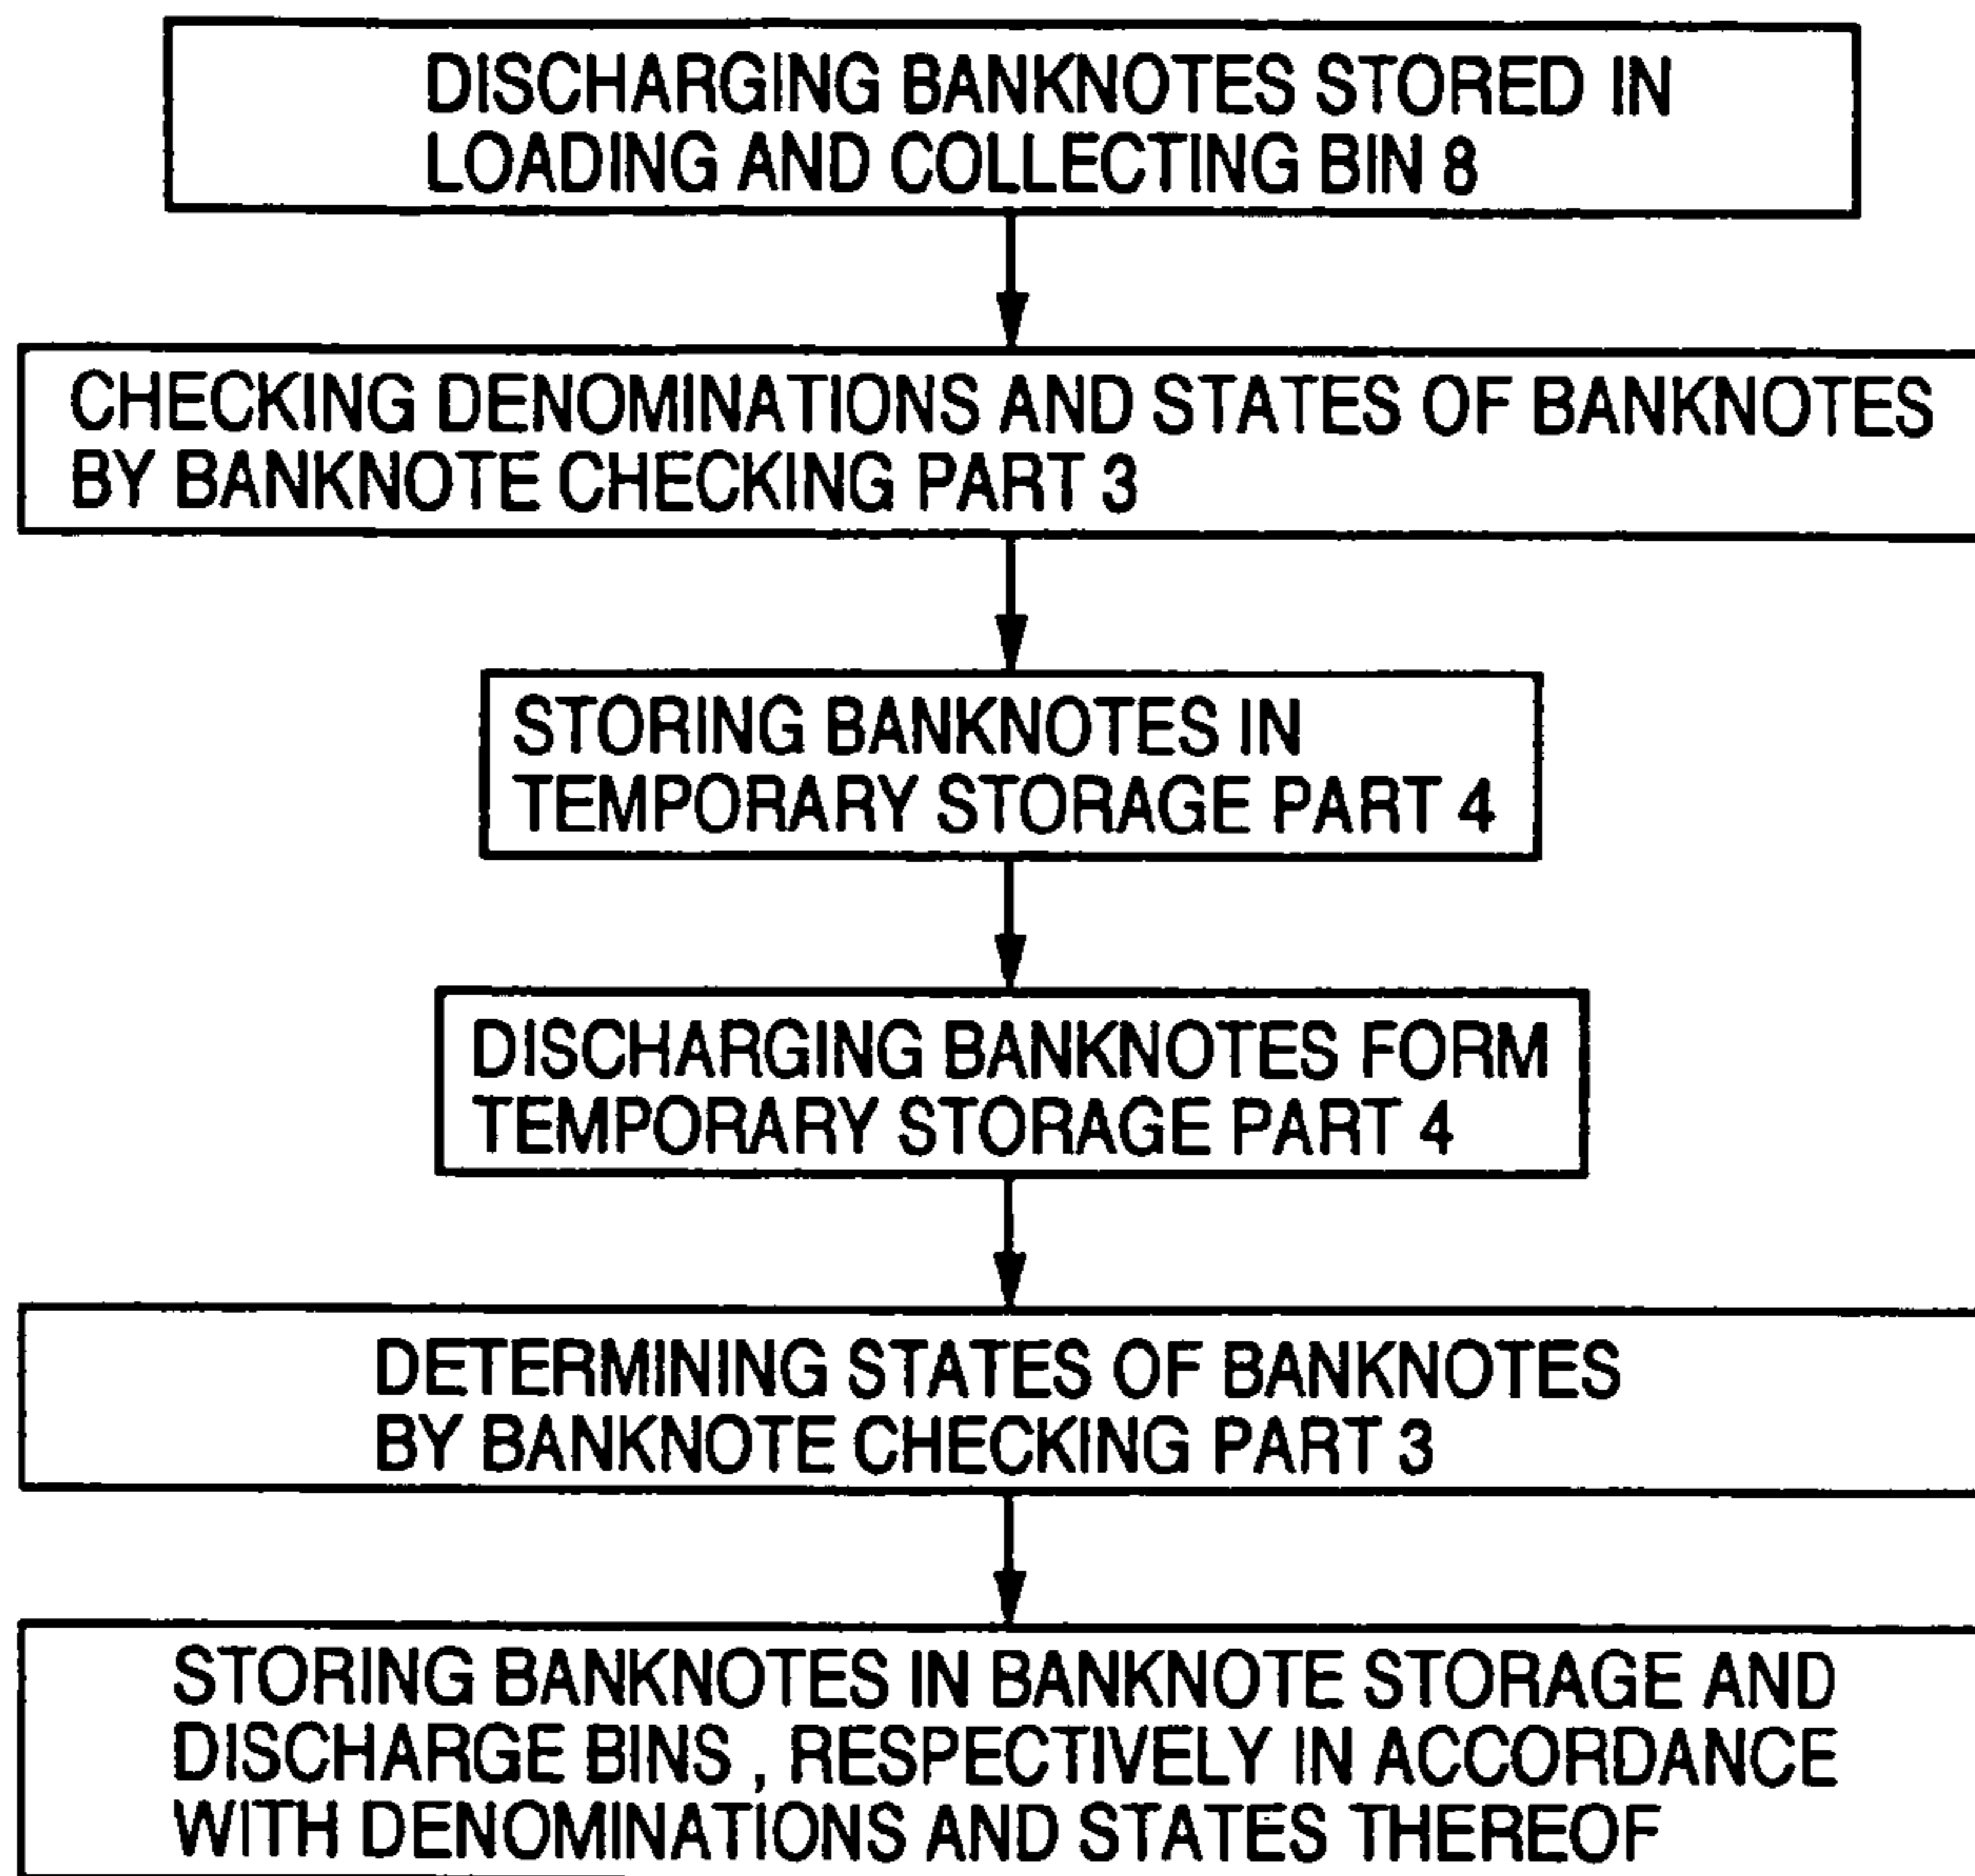 DISCHARGING BANKNOTES STORED IN
LOADING AND COLLECTING BIN 8
CHECKING DENOMINATIONS AND STATES OF BANKNOTES
BY BANKNOTE CHECKING PART 3
STORING BANKNOTES IN
TEMPORARY STORAGE PART 4
DISCHARGING BANKNOTES FORM
TEMPORARY STORAGE PART 4
DETERMINING STATES OF BANKNOTES
BY BANKNOTE CHECKING PART 3
STORING BANKNOTES IN BANKNOTE STORAGE AND
DISCHARGE BINS , RESPECTIVELY IN ACCORDANCE
WITH DENOMINATIONS AND STATES THEREOF